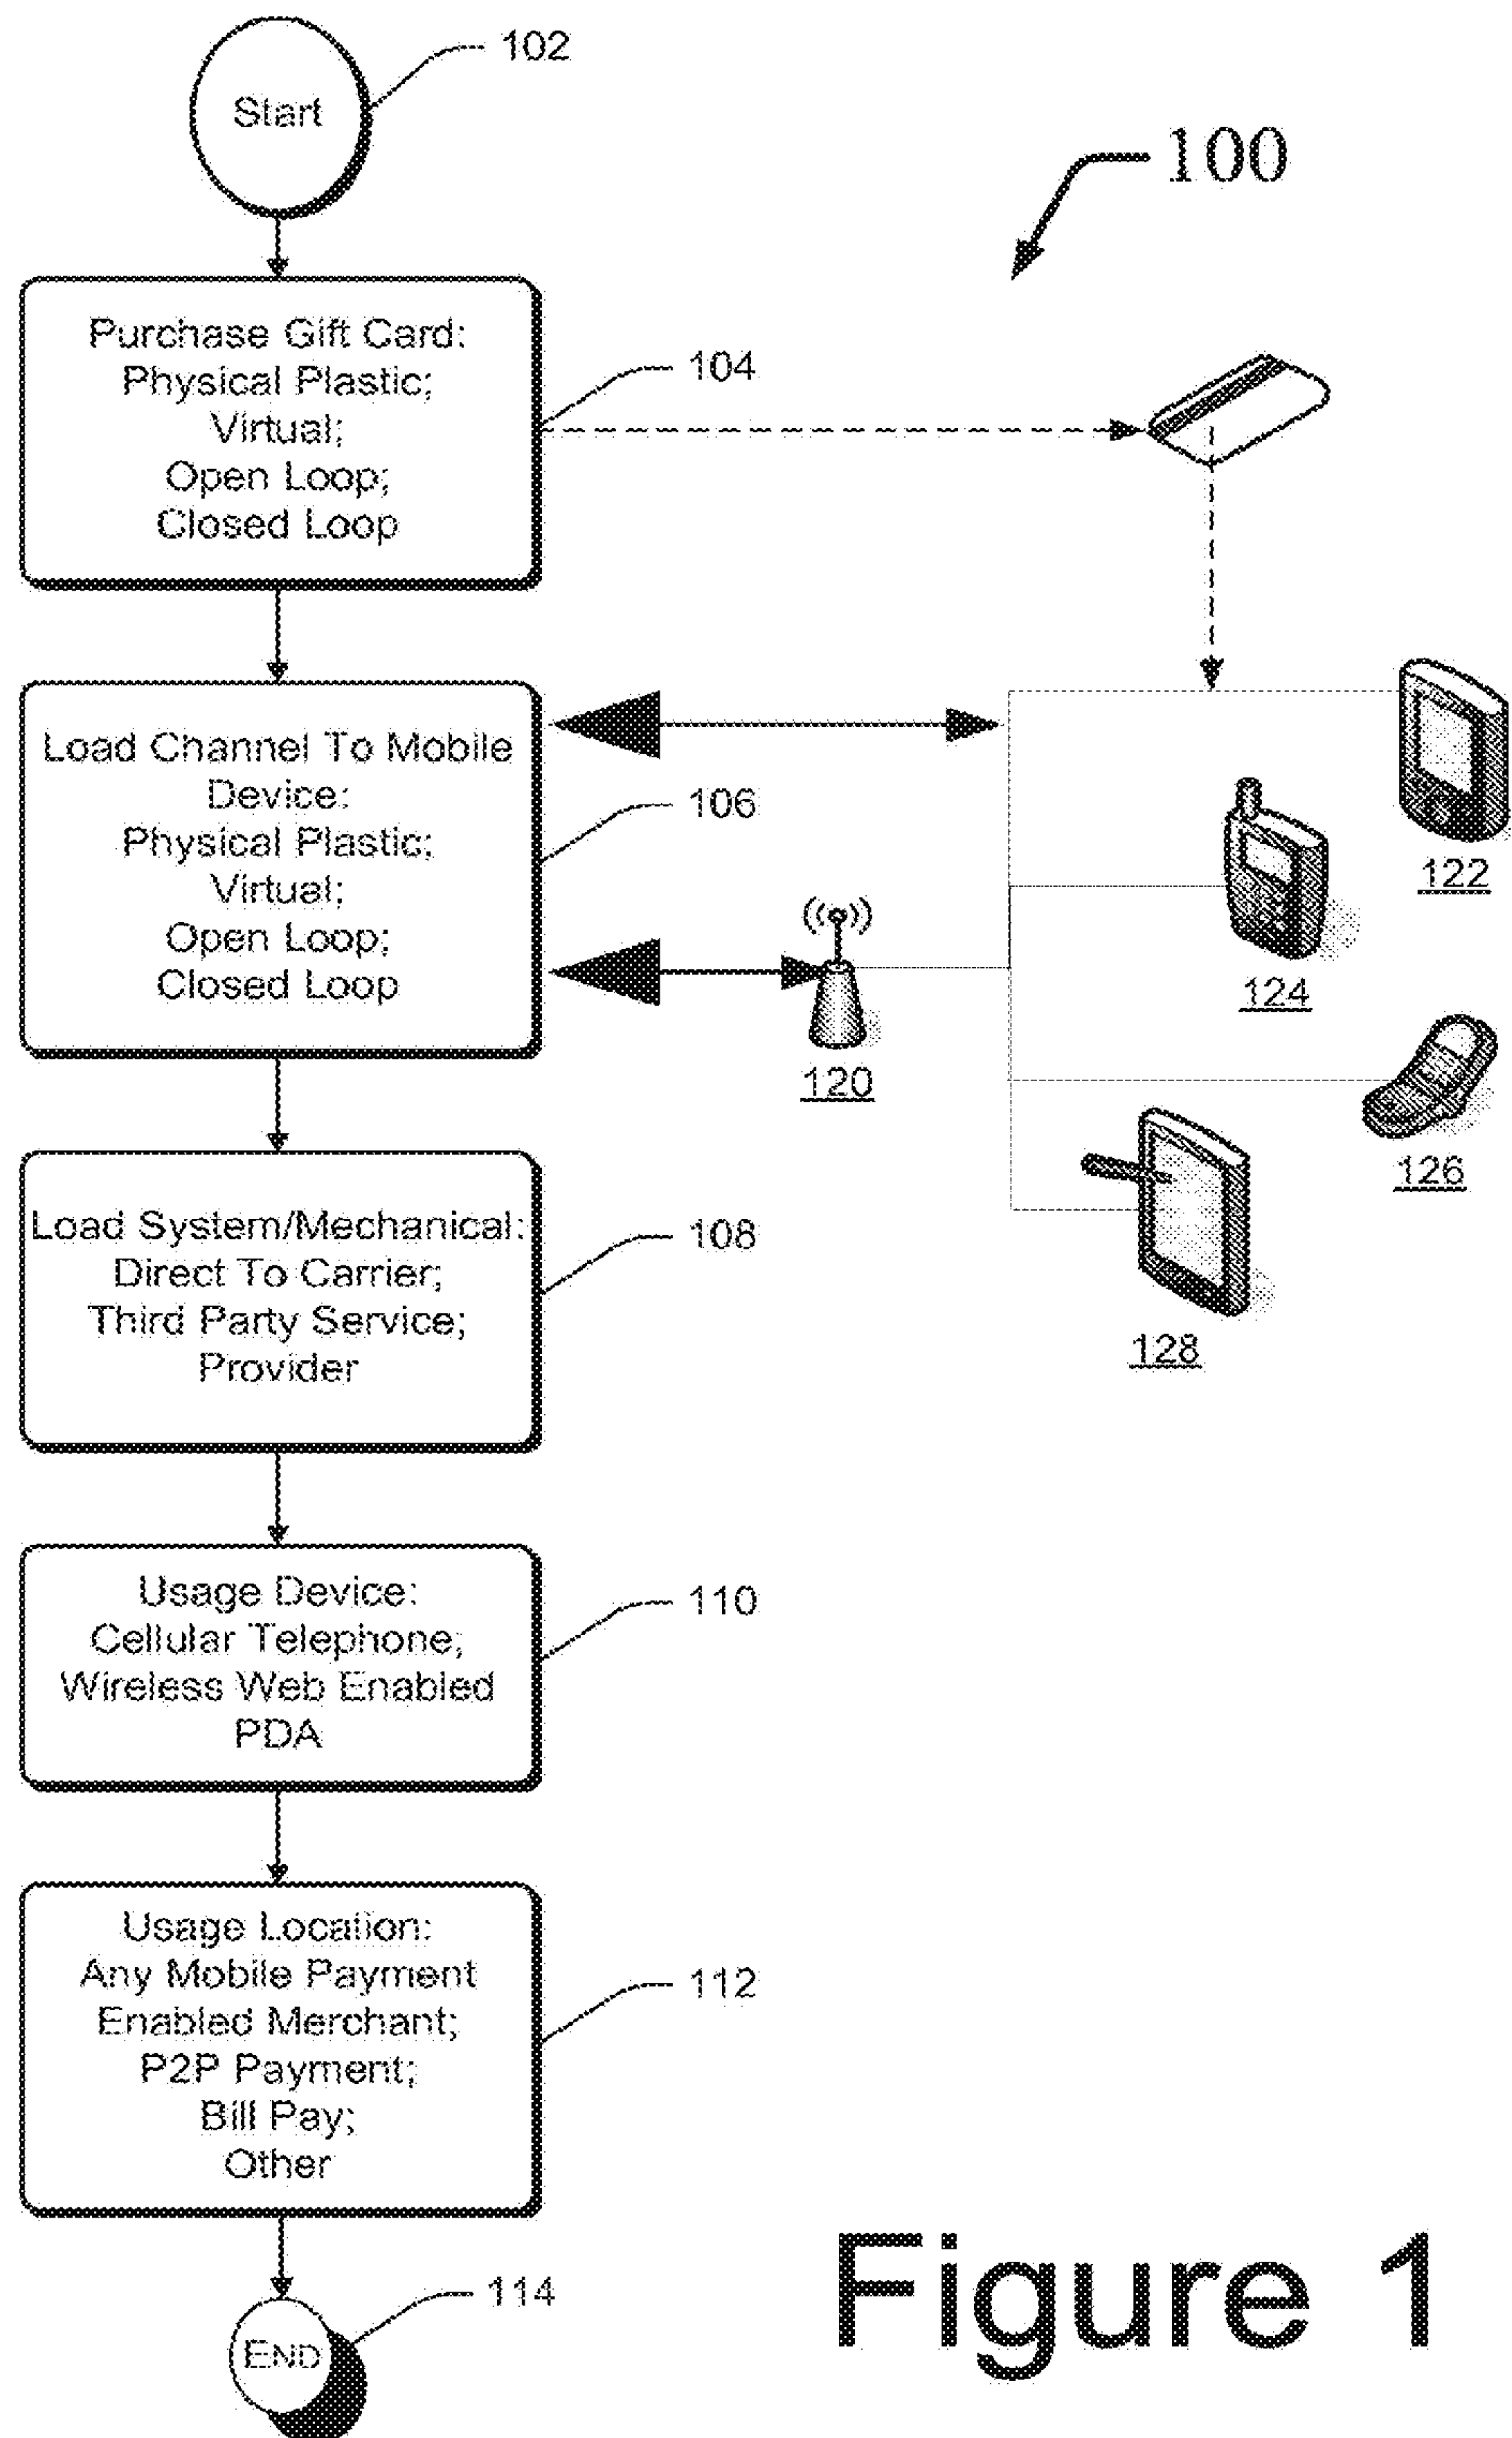 Start
102
100
Purchase Gift Card:
Physical Plastic;
Virtual;
Open Loop;
Closed Loop
104
Load Channel To Mobile
Device:
Physical Plastic;
Virtual;
Open Loop;
Closed Loop
106
120
122
124
126
128
Load System/Mechanical:
Direct To Carrier;
Third Party Service;
Provider
108
Usage Device:
Cellular Telephone;
Wireless Web Enabled
PDA
110
Usage Location:
Any Mobile Payment
Enabled Merchant;
P2P Payment;
Bill Pay;
Other
112
END
114
Figure 1